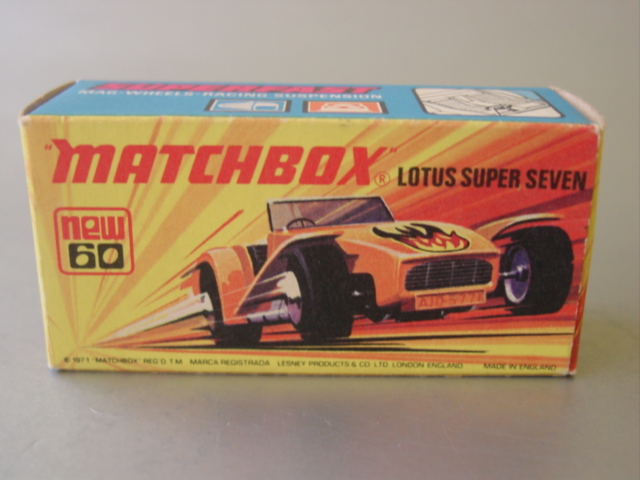 SUPERFAST
MAG-WHEELS·RACING SUSPENSION
"MATCHBOX"® LOTUS SUPER SEVEN
new
60
© 1971 "MATCHBOX" REG'D. T.M. MARCA REGISTRADA LESNEY PRODUCTS & CO. LTD. LONDON ENGLAND MADE IN ENGLAND